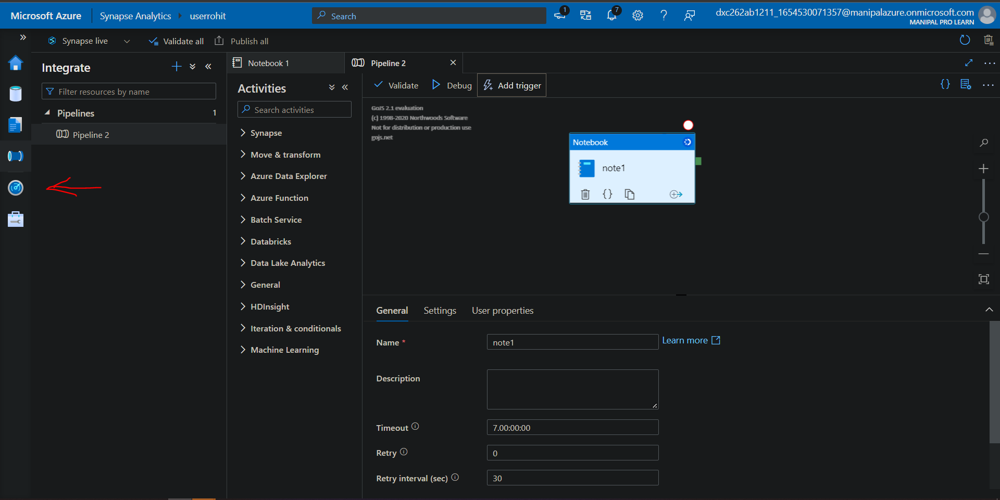 Microsoft Azure
Synapse Analytics
userrohit
Search
1
7
dxc262ab1211_1654530071357@manipalazure.onmicrosoft.com
MANIPAL PRO LEARN
Synapse live
Validate all
Publish all
Integrate
Filter resources by name
Pipelines
1
Pipeline 2
Notebook 1
Pipeline 2
Activities
Search activities
Synapse
Move & transform
Azure Data Explorer
Azure Function
Batch Service
Databricks
Data Lake Analytics
General
HDInsight
Iteration & conditionals
Machine Learning
Validate
Debug
Add trigger
GoJS 2.1 evaluation
(c) 1998-2020 Northwoods Software
Not for distribution or production use
gojs.net
Notebook
note1
General
Settings
User properties
Name *
note1
Learn more
Description
Timeout
7.00:00:00
Retry
0
Retry interval (sec)
30